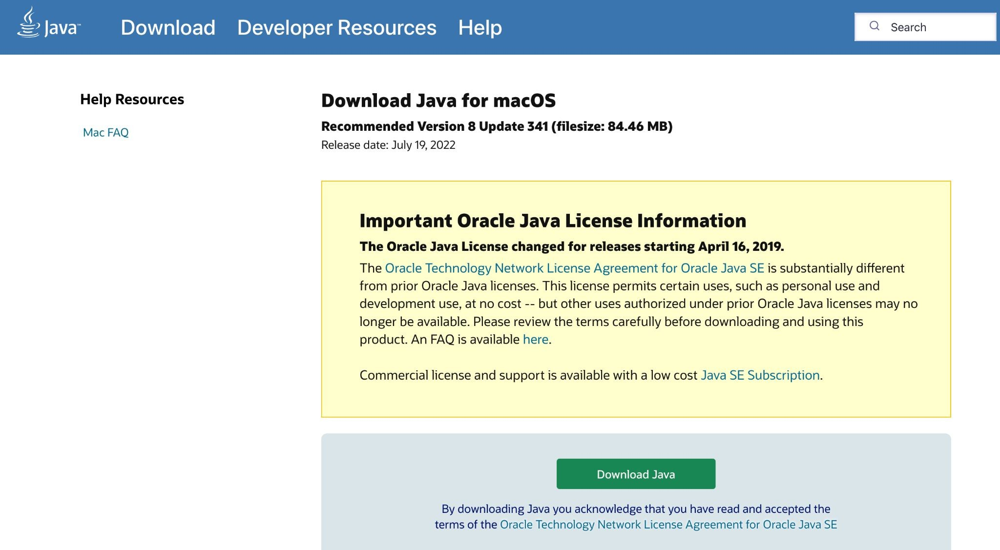 Java™
Download
Developer Resources
Help
Search
Help Resources
Mac FAQ
Download Java for macOS
Recommended Version 8 Update 341 (filesize: 84.46 MB)
Release date: July 19, 2022
Important Oracle Java License Information
The Oracle Java License changed for releases starting April 16, 2019.
The Oracle Technology Network License Agreement for Oracle Java SE is substantially different
from prior Oracle Java licenses. This license permits certain uses, such as personal use and
development use, at no cost -- but other uses authorized under prior Oracle Java licenses may no
longer be available. Please review the terms carefully before downloading and using this
product. An FAQ is available here.
Commercial license and support is available with a low cost Java SE Subscription.
Download Java
By downloading Java you acknowledge that you have read and accepted the
terms of the Oracle Technology Network License Agreement for Oracle Java SE